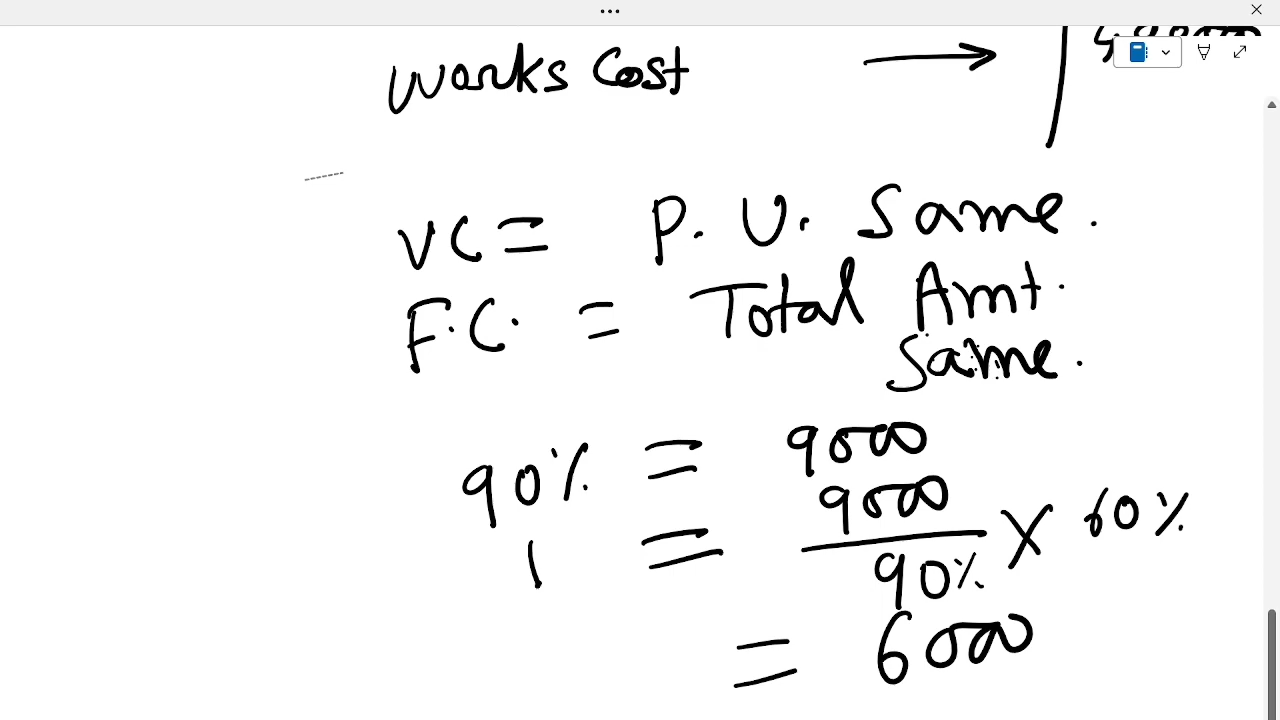 Works Cost →
VC = P. U. Same.
F.C. = Total Amt.
Same.
90% = 9000
1 = 9000/90% × 60%
= 6000